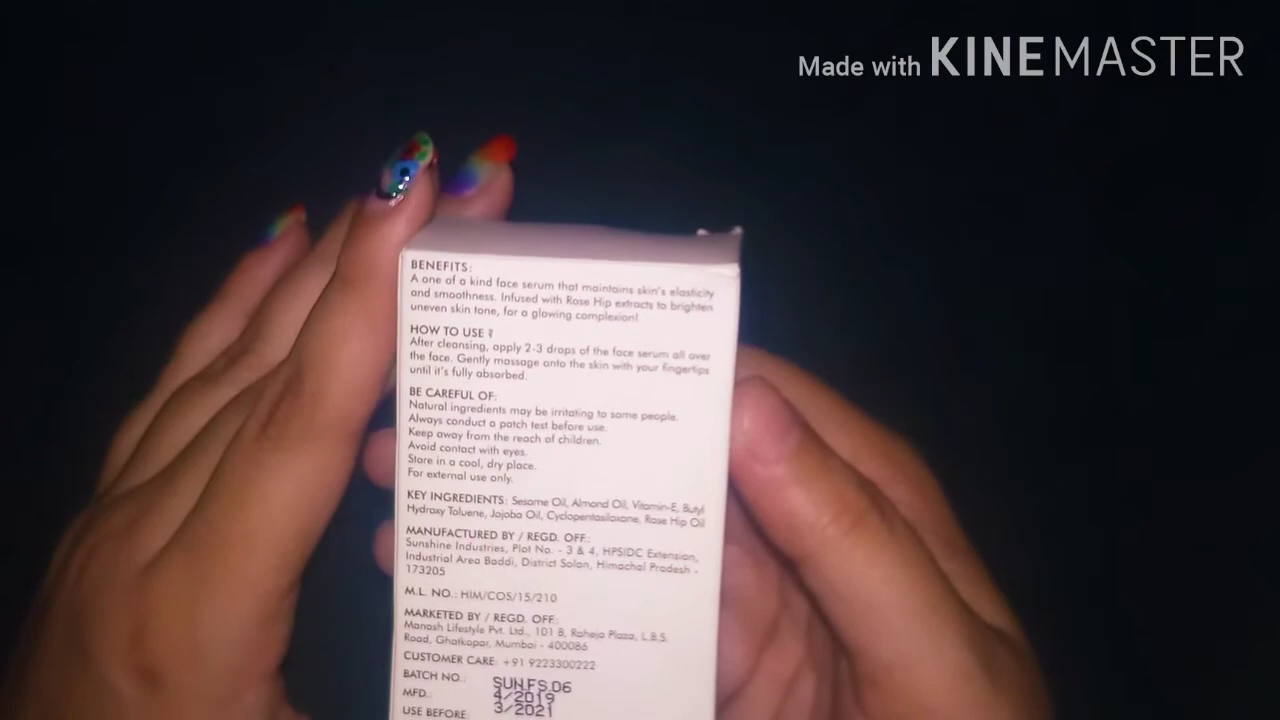 Made with KINEMASTER
BENEFITS:
A one of a kind face serum that maintains skin's elasticity
and smoothness. Infused with Rose Hip extracts to brighten
uneven skin tone, for a glowing complexion!
HOW TO USE ?
After cleansing, apply 2-3 drops of the face serum all over
the face. Gently massage onto the skin with your fingertips
until it's fully absorbed.
BE CAREFUL OF:
Natural ingredients may be irritating to some people.
Always conduct a patch test before use.
Keep away from the reach of children.
Avoid contact with eyes.
Store in a cool, dry place.
For external use only.
KEY INGREDIENTS: Sesame Oil, Almond Oil, Vitamin-E, Butyl
Hydroxy Toluene, Jojoba Oil, Cyclopentasiloxane, Rose Hip Oil
MANUFACTURED BY / REGD. OFF.:
Sunshine Industries, Plot No. - 3 & 4, HPSIDC Extension,
Industrial Area Baddi, District Solan, Himachal Pradesh -
173205
M.L. NO.: HIM/COS/15/210
MARKETED BY / REGD. OFF:
Manash Lifestyle Pvt. Ltd., 101 B, Raheja Plaza, L.B.S.
Road, Ghatkopar, Mumbai - 400086
CUSTOMER CARE: +91 9223300222
BATCH NO.: SUN.FS.06
MFD.: 4/2019
USE BEFORE: 3/2021